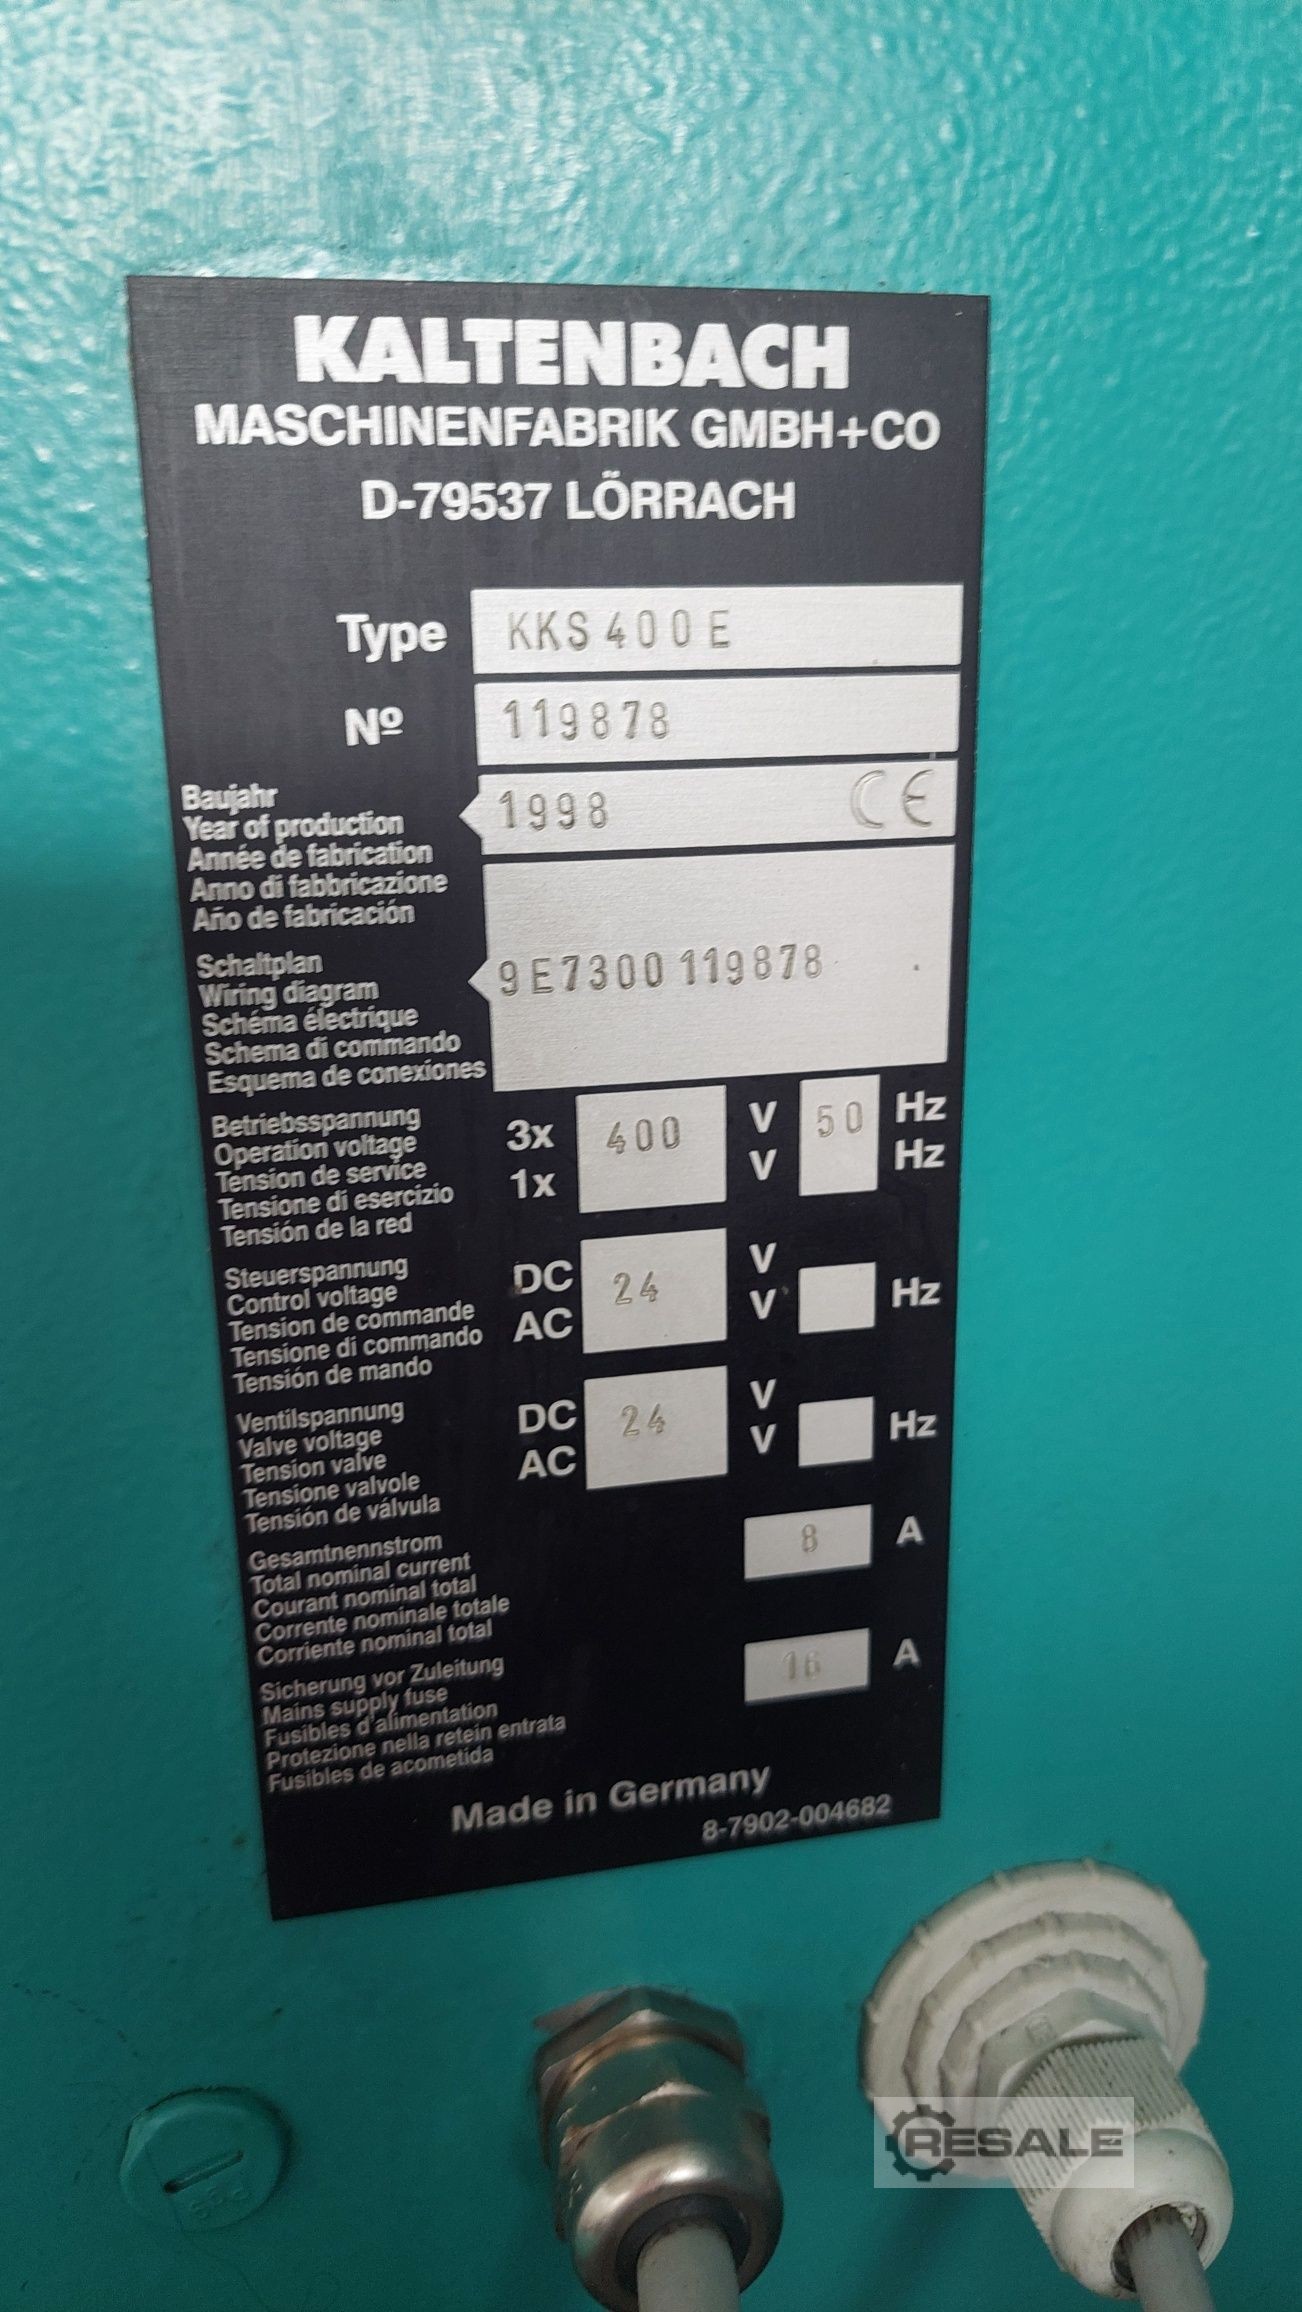 KALTENBACH
MASCHINENFABRIK GMBH+CO
D-79537 LÖRRACH
Type KKS 400 E
Nº 119878
Baujahr
Year of production 1998 CE
Année de fabrication
Anno di fabbricazione
Año de fabricación
Schaltplan
Wiring diagram 9E7300 119878
Schéma électrique
Schema di commando
Esquema de conexiones
Betriebsspannung
Operation voltage 3x 400 V 50 Hz
Tension de service 1x V Hz
Tensione di esercizio
Tensión de la red
Steuerspannung
Control voltage DC 24 V
Tension de commande AC V Hz
Tensione di commando
Tensión de mando
Ventilspannung
Valve voltage DC 24 V
Tension valve AC V Hz
Tensione valvole
Tensión de válvula
Gesamtnennstrom
Total nominal current 8 A
Courant nominal total
Corrente nominale totale
Corriente nominal total
Sicherung vor Zuleitung
Mains supply fuse 16 A
Fusibles d'alimentation
Protezione nella retein entrata
Fusibles de acometida
Made in Germany
8-7902-004682
RESALE